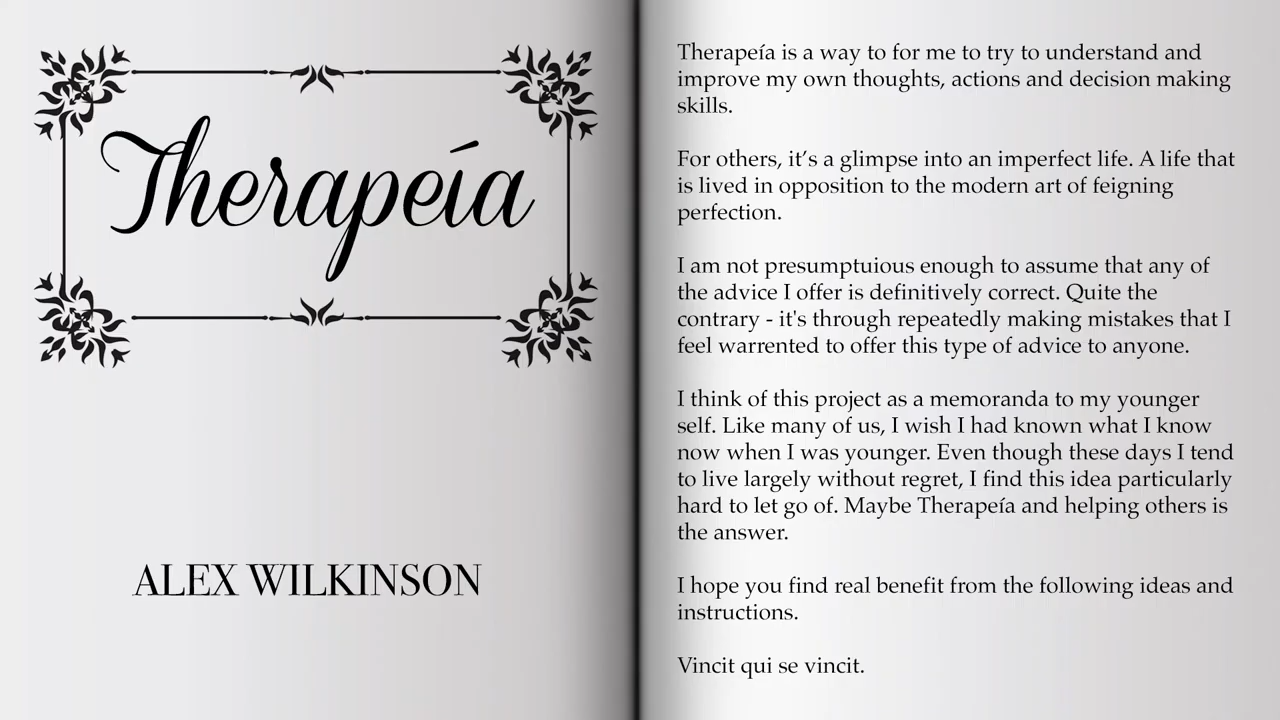 Therapeía
ALEX WILKINSON
Therapeía is a way to for me to try to understand and
improve my own thoughts, actions and decision making
skills.
For others, it’s a glimpse into an imperfect life. A life that
is lived in opposition to the modern art of feigning
perfection.
I am not presumptuious enough to assume that any of
the advice I offer is definitively correct. Quite the
contrary - it's through repeatedly making mistakes that I
feel warrented to offer this type of advice to anyone.
I think of this project as a memoranda to my younger
self. Like many of us, I wish I had known what I know
now when I was younger. Even though these days I tend
to live largely without regret, I find this idea particularly
hard to let go of. Maybe Therapeía and helping others is
the answer.
I hope you find real benefit from the following ideas and
instructions.
Vincit qui se vincit.